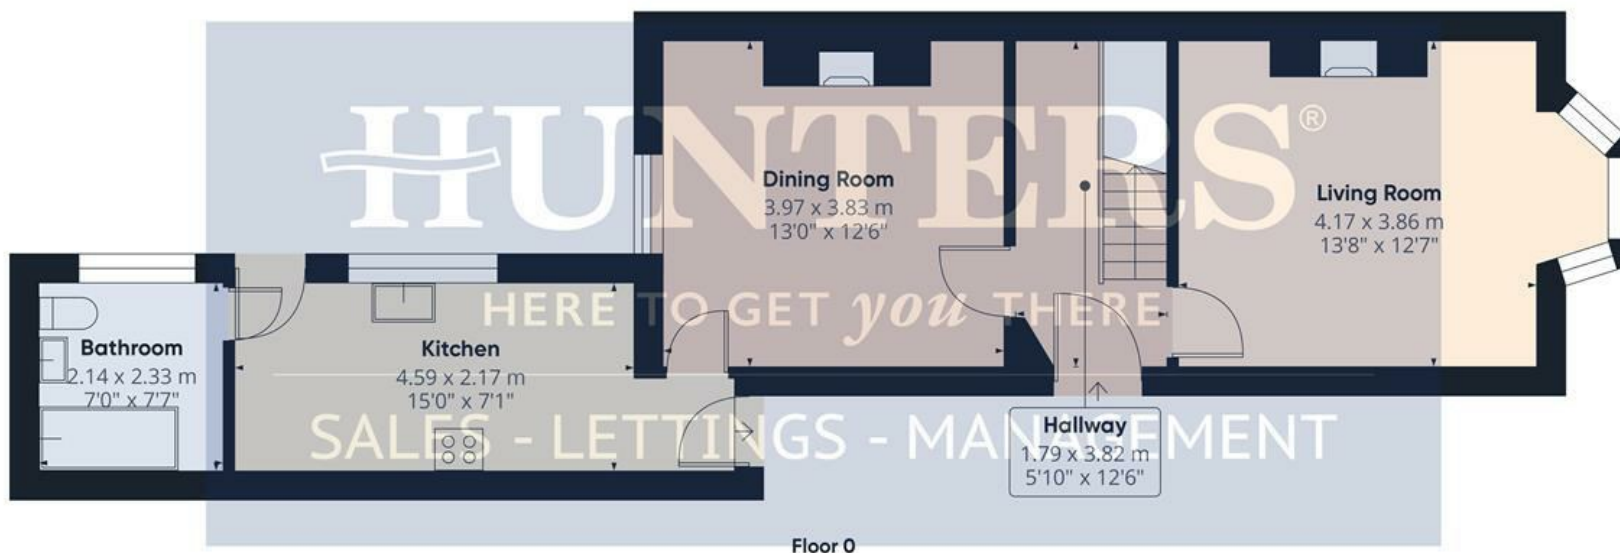 HUNTERS®
HERE TO GET you THERE
SALES - LETTINGS - MANAGEMENT
Dining Room
3.97 x 3.83 m
13'0" x 12'6"
Living Room
4.17 x 3.86 m
13'8" x 12'7"
Bathroom
2.14 x 2.33 m
7'0" x 7'7"
Kitchen
4.59 x 2.17 m
15'0" x 7'1"
Hallway
1.79 x 3.82 m
5'10" x 12'6"
Floor 0